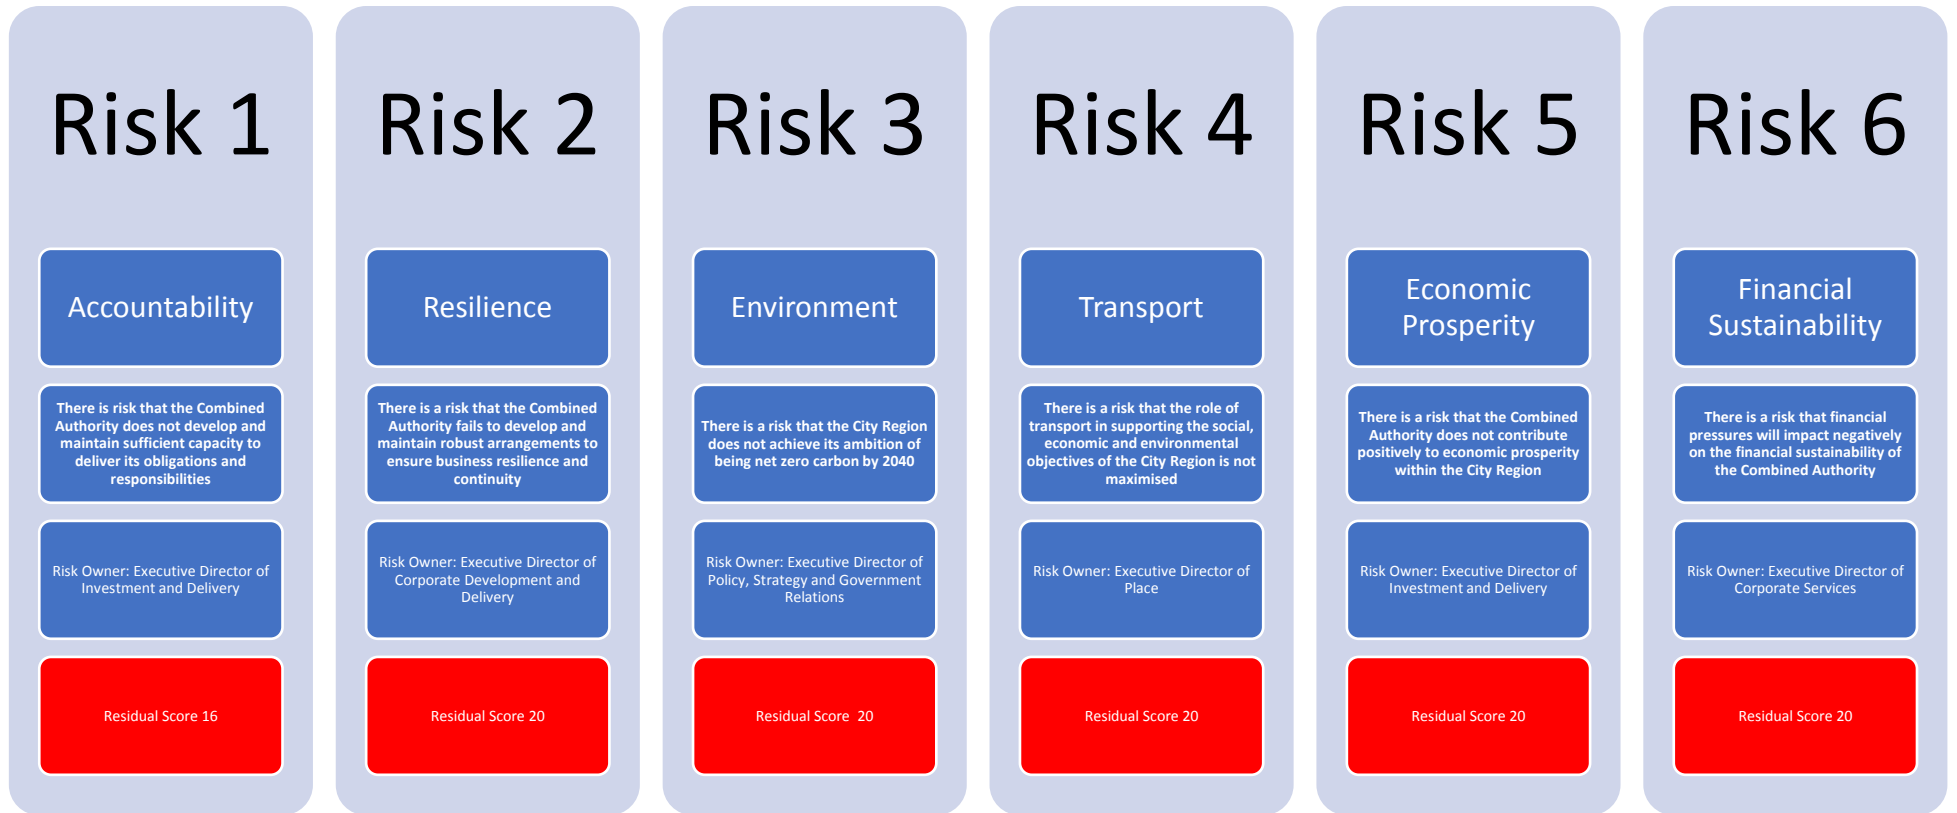 Risk 1
Accountability
There is risk that the Combined
Authority does not develop and
maintain sufficient capacity to
deliver its obligations and
responsibilities
Risk Owner: Executive Director of
Investment and Delivery
Residual Score 16
Risk 2
Resilience
There is a risk that the Combined
Authority fails to develop and
maintain robust arrangements to
ensure business resilience and
continuity
Risk Owner: Executive Director of
Corporate Development and
Delivery
Residual Score 20
Risk 3
Environment
There is a risk that the City Region
does not achieve its ambition of
being net zero carbon by 2040
Risk Owner: Executive Director of
Policy, Strategy and Government
Relations
Residual Score 20
Risk 4
Transport
There is a risk that the role of
transport in supporting the social,
economic and environmental
objectives of the City Region is not
maximised
Risk Owner: Executive Director of
Place
Residual Score 20
Risk 5
Economic
Prosperity
There is a risk that the Combined
Authority does not contribute
positively to economic prosperity
within the City Region
Risk Owner: Executive Director of
Investment and Delivery
Residual Score 20
Risk 6
Financial
Sustainability
There is a risk that financial
pressures will impact negatively
on the financial sustainability of
the Combined Authority
Risk Owner: Executive Director of
Corporate Services
Residual Score 20